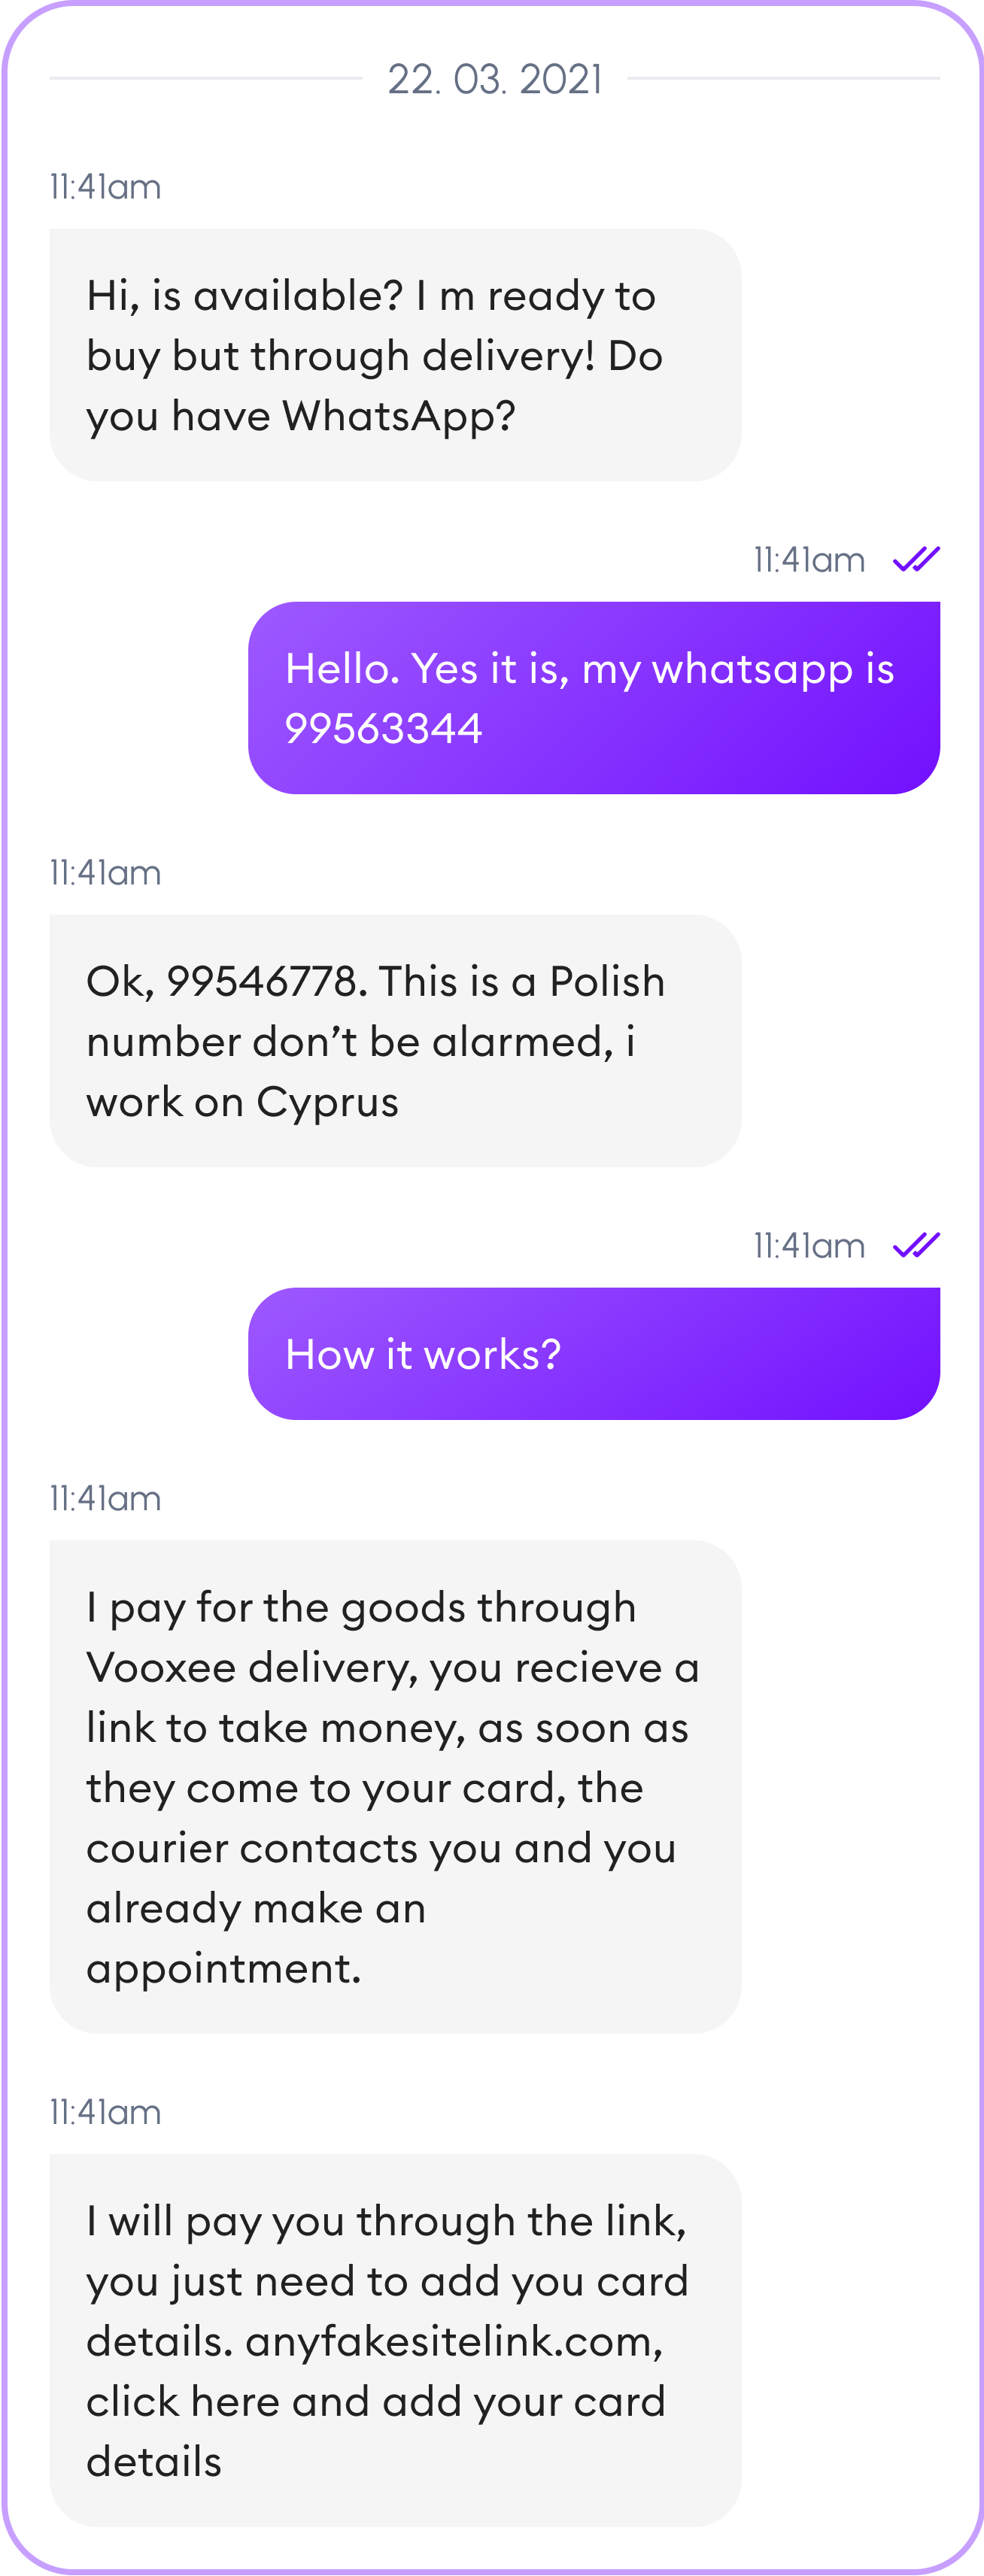 22. 03. 2021
11:41am
Hi, is available? I m ready to
buy but through delivery! Do
you have WhatsApp?
11:41am
Hello. Yes it is, my whatsapp is
99563344
11:41am
Ok, 99546778. This is a Polish
number don’t be alarmed, i
work on Cyprus
11:41am
How it works?
11:41am
I pay for the goods through
Vooxee delivery, you recieve a
link to take money, as soon as
they come to your card, the
courier contacts you and you
already make an
appointment.
11:41am
I will pay you through the link,
you just need to add you card
details. anyfakesitelink.com,
click here and add your card
details